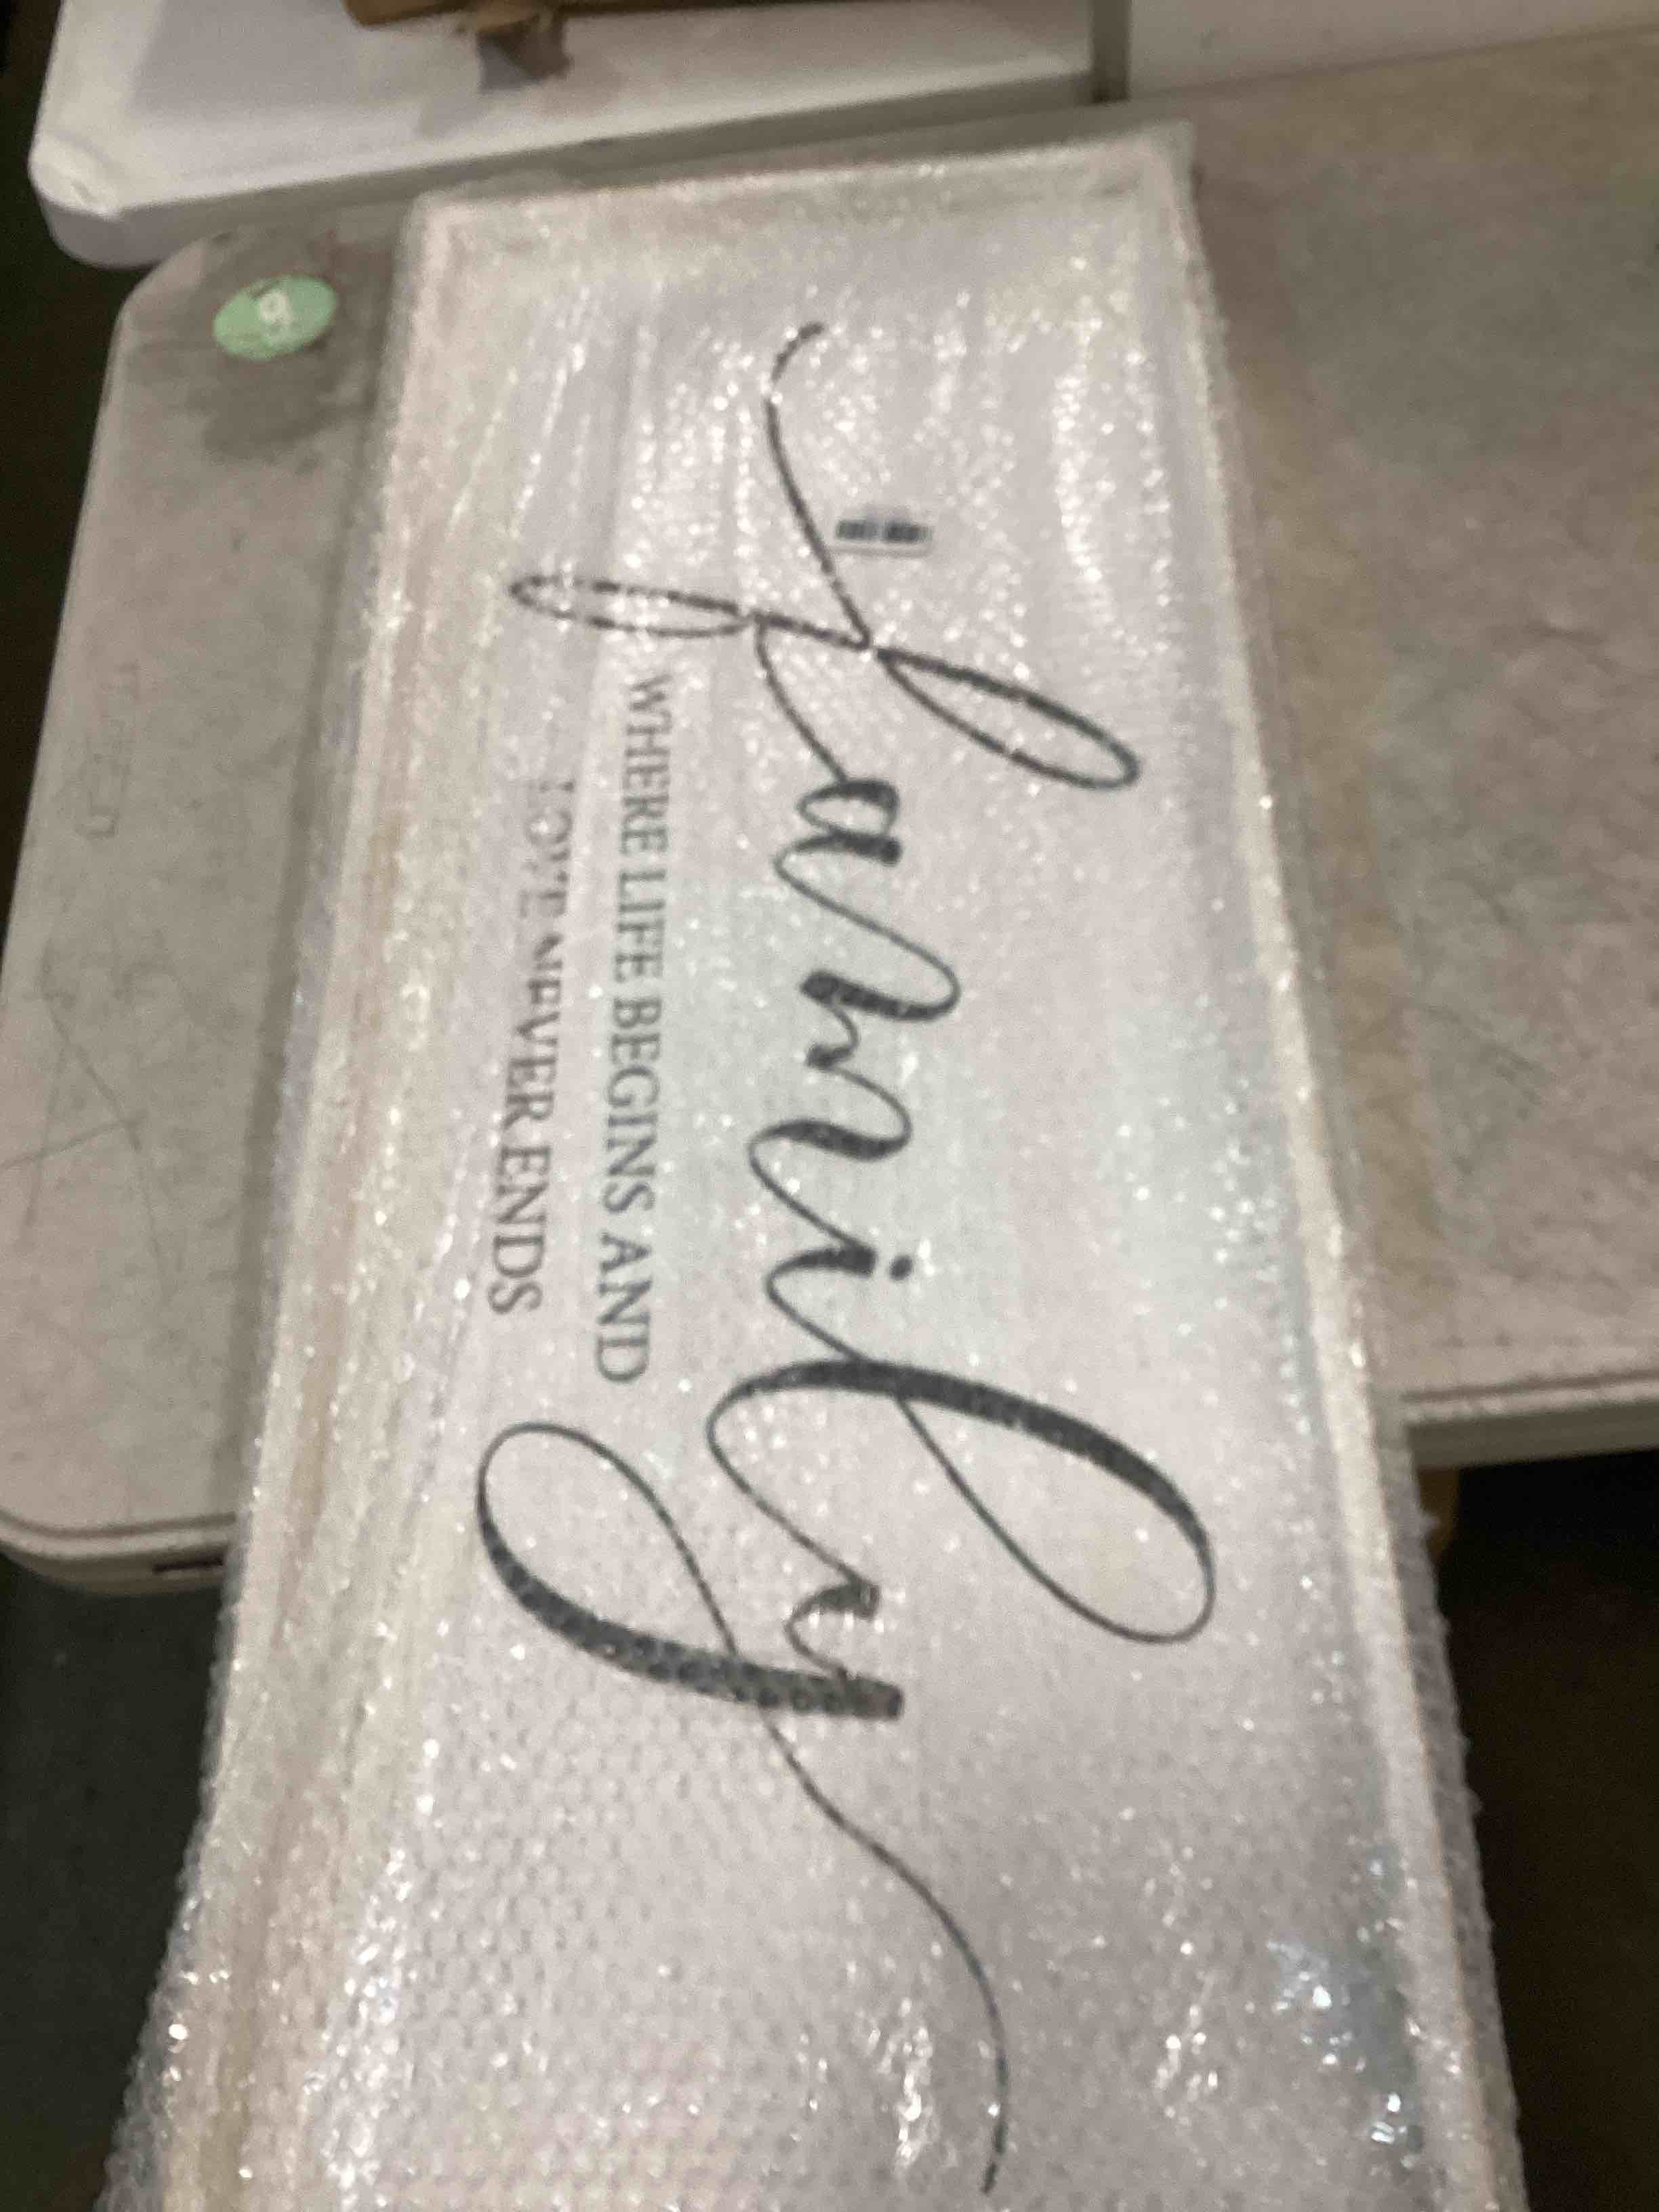 family
WHERE LIFE BEGINS AND
LOVE NEVER ENDS